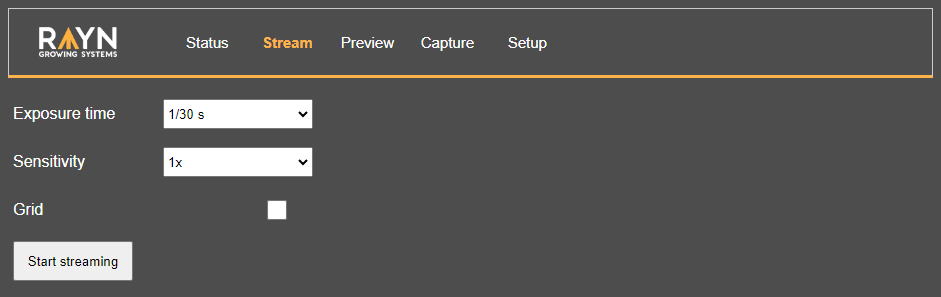 RAYN
GROWING SYSTEMS
Status Stream Preview Capture Setup
Exposure time 1/30 s
Sensitivity 1x
Grid
Start streaming